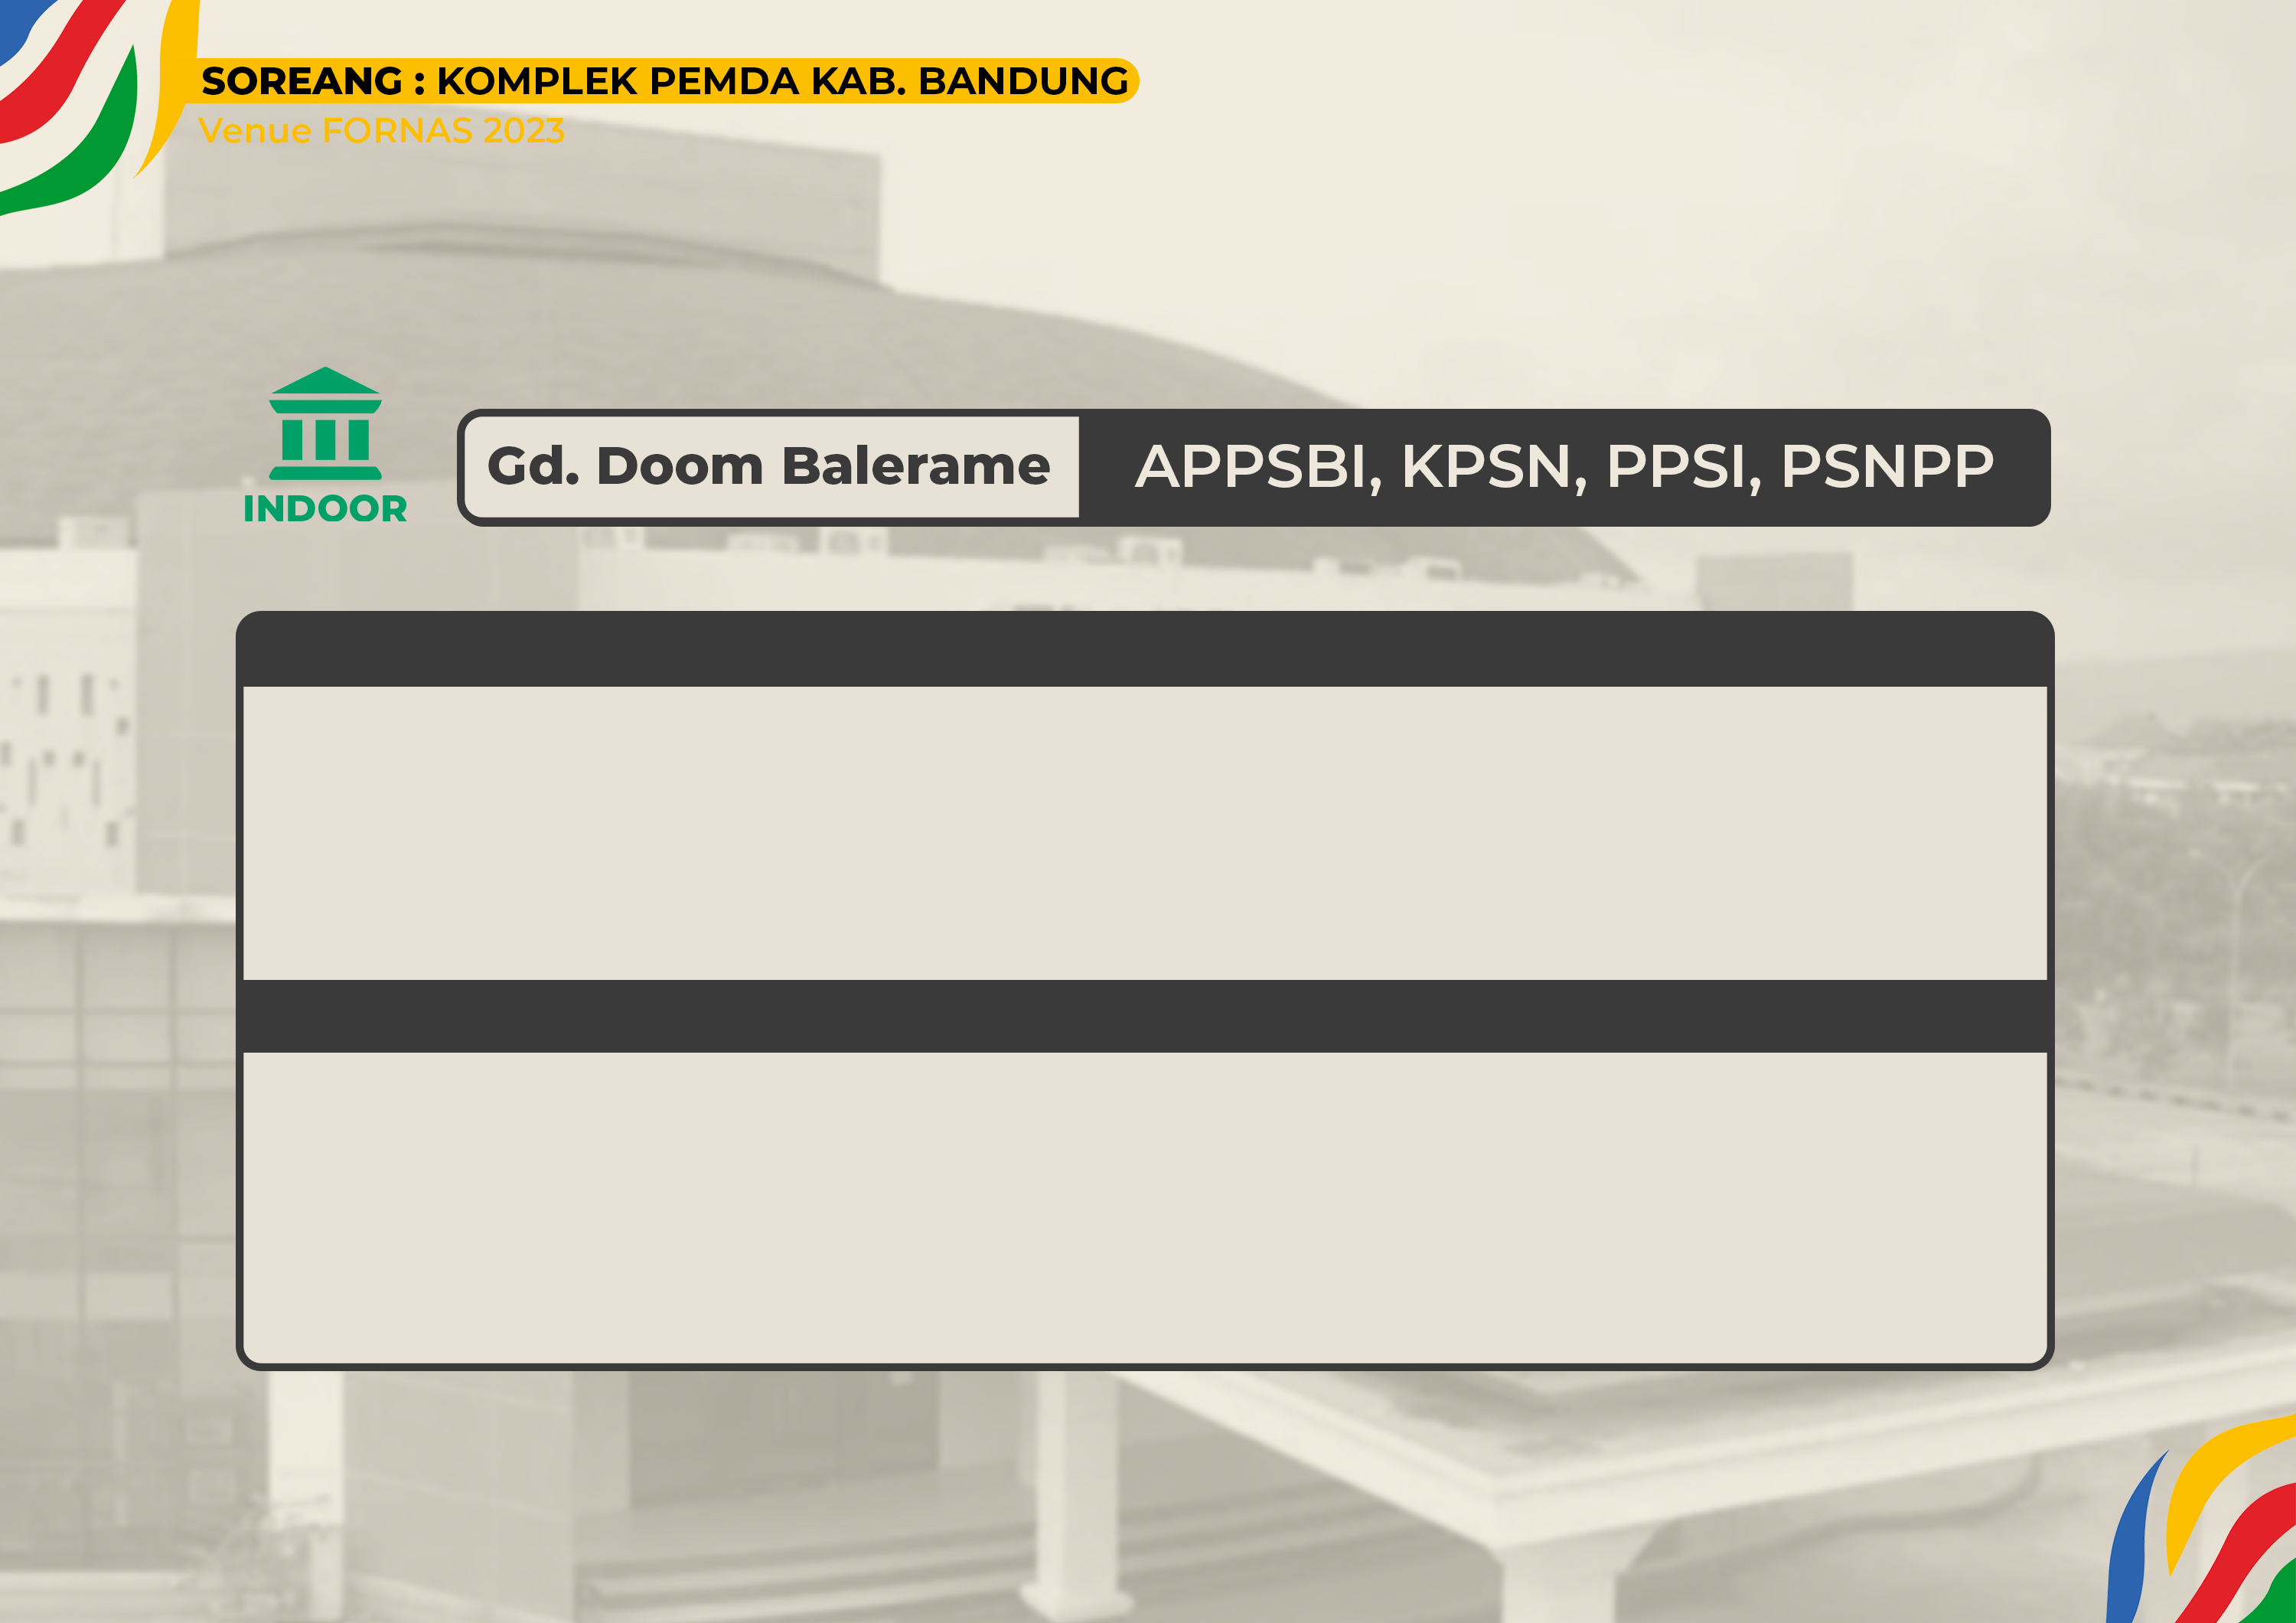 SOREANG : KOMPLEK PEMDA KAB. BANDUNG
Venue FORNAS 2023
INDOOR
Gd. Doom Balerame
APPSBI, KPSN, PPSI, PSNPP